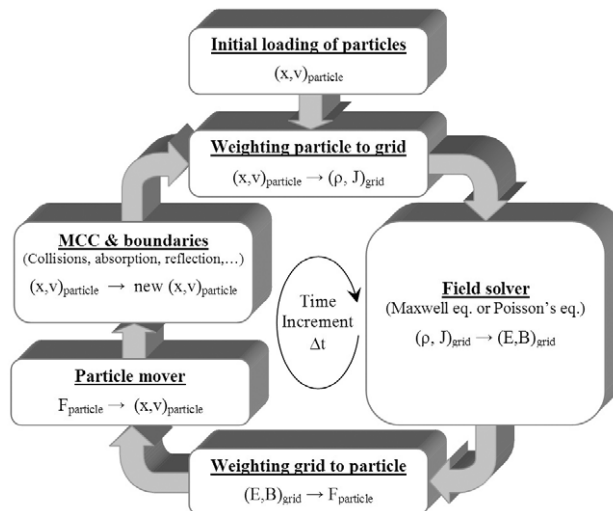 Initial loading of particles
(x,v)particle
Weighting particle to grid
(x,v)particle → (ρ, J)grid
MCC & boundaries
(Collisions, absorption, reflection,…)
(x,v)particle → new (x,v)particle
Field solver
(Maxwell eq. or Poisson's eq.)
(ρ, J)grid → (E,B)grid
Time
Increment
Δt
Particle mover
Fparticle → (x,v)particle
Weighting grid to particle
(E,B)grid → Fparticle